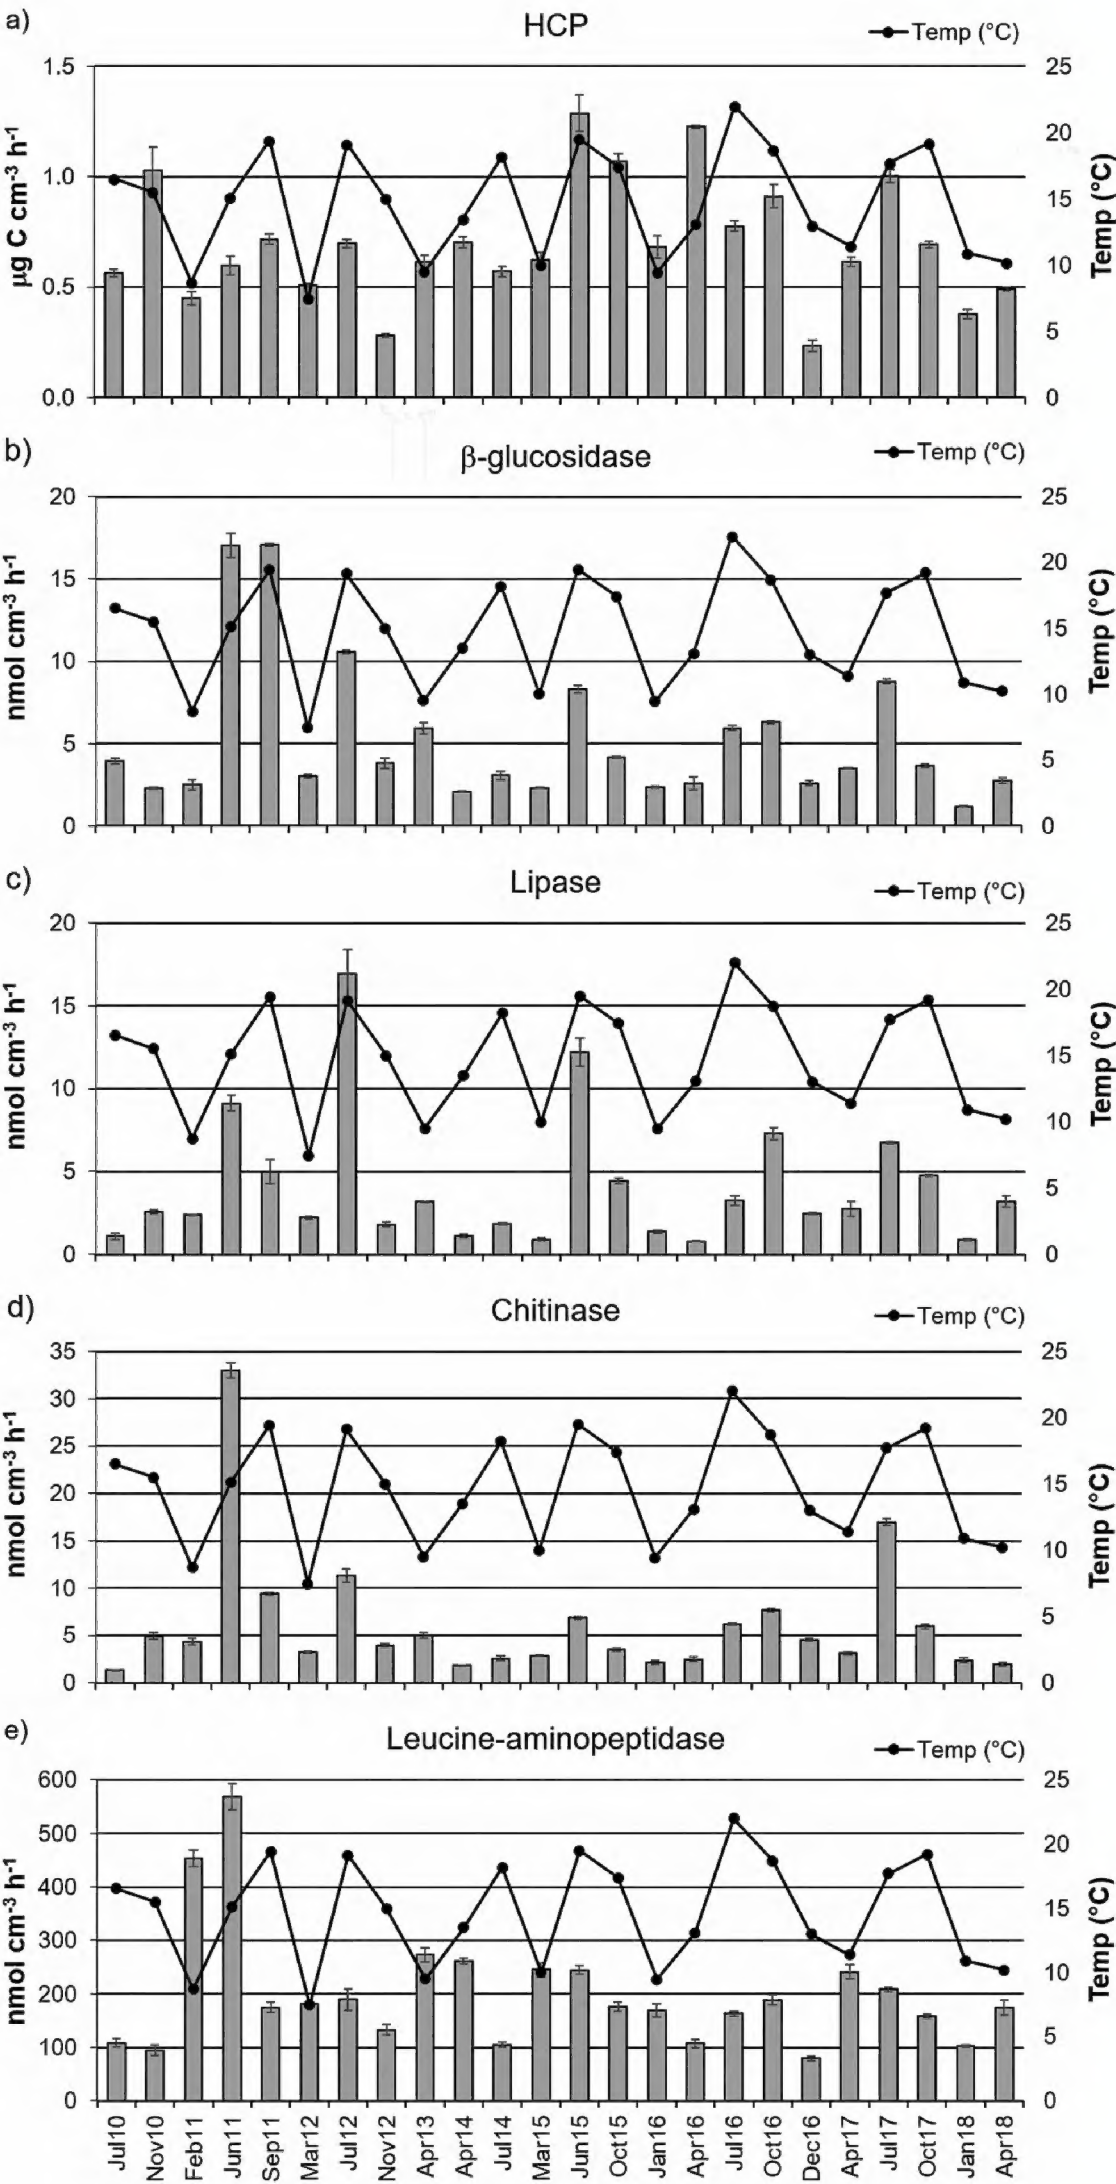 a)
HCP
Temp (°C)
1.5
1.0
0.5
0.0
µg C cm-3 h-1
25
20
15
10
5
0
Temp (°C)
b)
β-glucosidase
Temp (°C)
20
15
10
5
0
nmol cm-3 h-1
25
20
15
10
5
0
Temp (°C)
c)
Lipase
Temp (°C)
20
15
10
5
0
nmol cm-3 h-1
25
20
15
10
5
0
Temp (°C)
d)
Chitinase
Temp (°C)
35
30
25
20
15
10
5
0
nmol cm-3 h-1
25
20
15
10
5
0
Temp (°C)
e)
Leucine-aminopeptidase
Temp (°C)
600
500
400
300
200
100
0
nmol cm-3 h-1
25
20
15
10
5
0
Temp (°C)
Jul10
Nov10
Feb11
Jun11
Sep11
Mar12
Jul12
Nov12
Apr13
Apr14
Jul14
Mar15
Jun15
Oct15
Jan16
Apr16
Jul16
Oct16
Dec16
Apr17
Jul17
Oct17
Jan18
Apr18